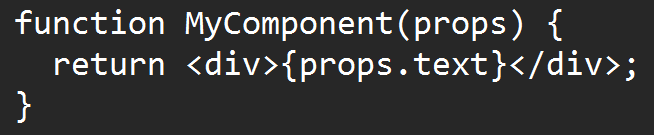 function MyComponent(props) {
  return <div>{props.text}</div>;
}